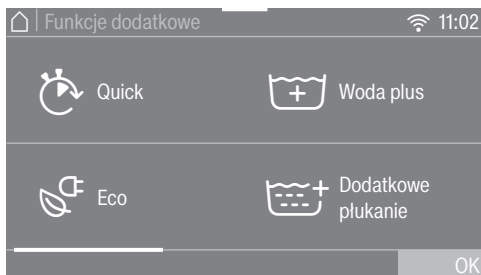 Funkcje dodatkowe
11:02
Quick
Woda plus
Eco
Dodatkowe
płukanie
OK